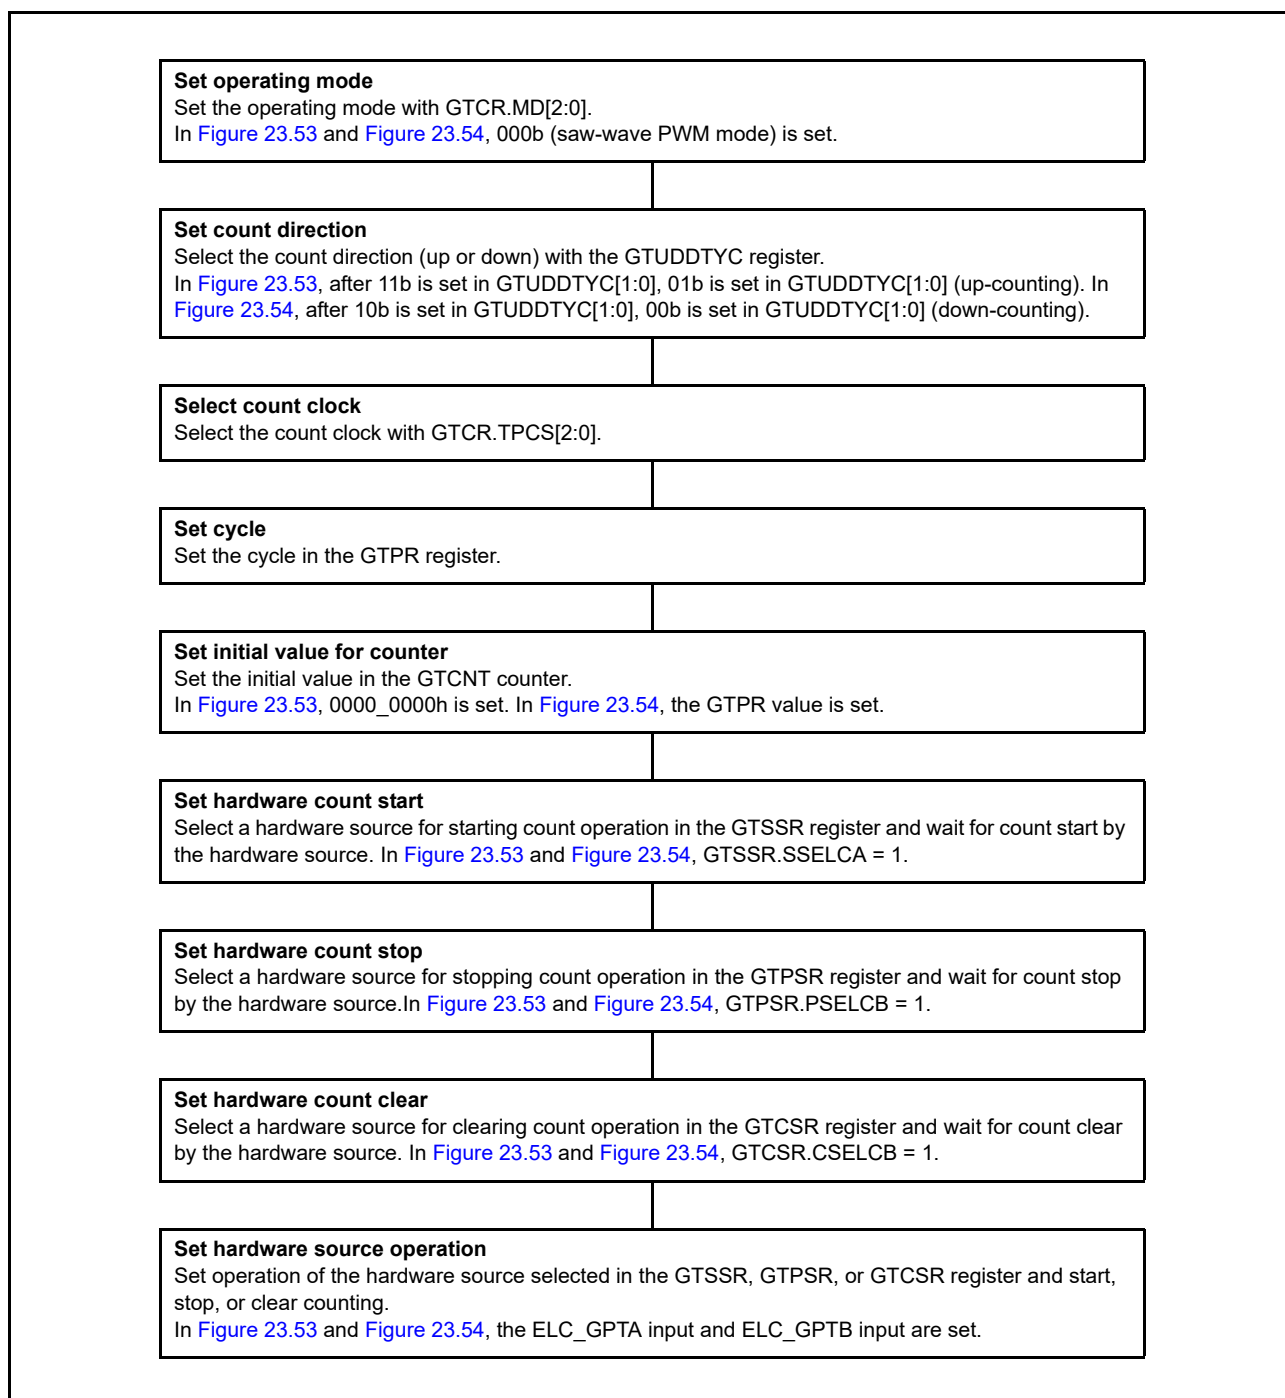 Set operating mode
Set the operating mode with GTCR.MD[2:0].
In Figure 23.53 and Figure 23.54, 000b (saw-wave PWM mode) is set.
Set count direction
Select the count direction (up or down) with the GTUDDTYC register.
In Figure 23.53, after 11b is set in GTUDDTYC[1:0], 01b is set in GTUDDTYC[1:0] (up-counting). In
Figure 23.54, after 10b is set in GTUDDTYC[1:0], 00b is set in GTUDDTYC[1:0] (down-counting).
Select count clock
Select the count clock with GTCR.TPCS[2:0].
Set cycle
Set the cycle in the GTPR register.
Set initial value for counter
Set the initial value in the GTCNT counter.
In Figure 23.53, 0000_0000h is set. In Figure 23.54, the GTPR value is set.
Set hardware count start
Select a hardware source for starting count operation in the GTSSR register and wait for count start by
the hardware source. In Figure 23.53 and Figure 23.54, GTSSR.SSELCA = 1.
Set hardware count stop
Select a hardware source for stopping count operation in the GTPSR register and wait for count stop
by the hardware source.In Figure 23.53 and Figure 23.54, GTPSR.PSELCB = 1.
Set hardware count clear
Select a hardware source for clearing count operation in the GTCSR register and wait for count clear
by the hardware source. In Figure 23.53 and Figure 23.54, GTCSR.CSELCB = 1.
Set hardware source operation
Set operation of the hardware source selected in the GTSSR, GTPSR, or GTCSR register and start,
stop, or clear counting.
In Figure 23.53 and Figure 23.54, the ELC_GPTA input and ELC_GPTB input are set.